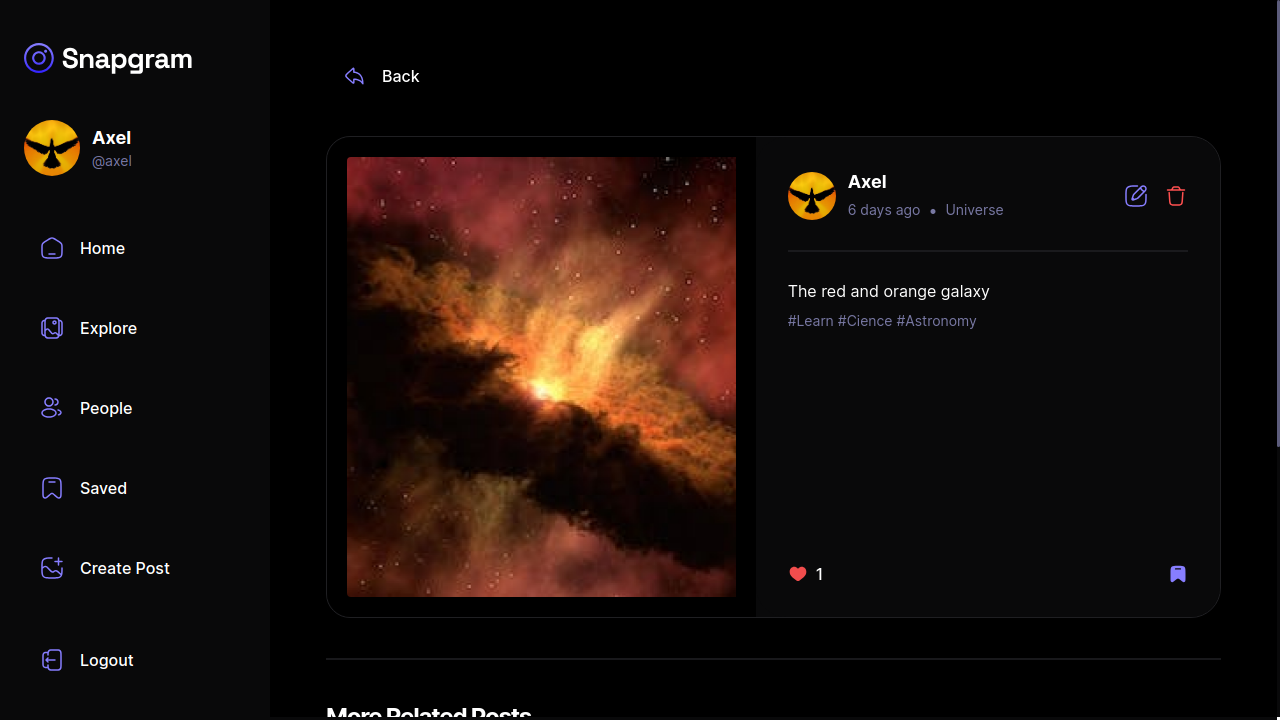 Snapgram
Axel
@axel
Home
Explore
People
Saved
Create Post
Logout
Back
Axel
6 days ago • Universe
The red and orange galaxy
#Learn #Cience #Astronomy
1
More Related Posts